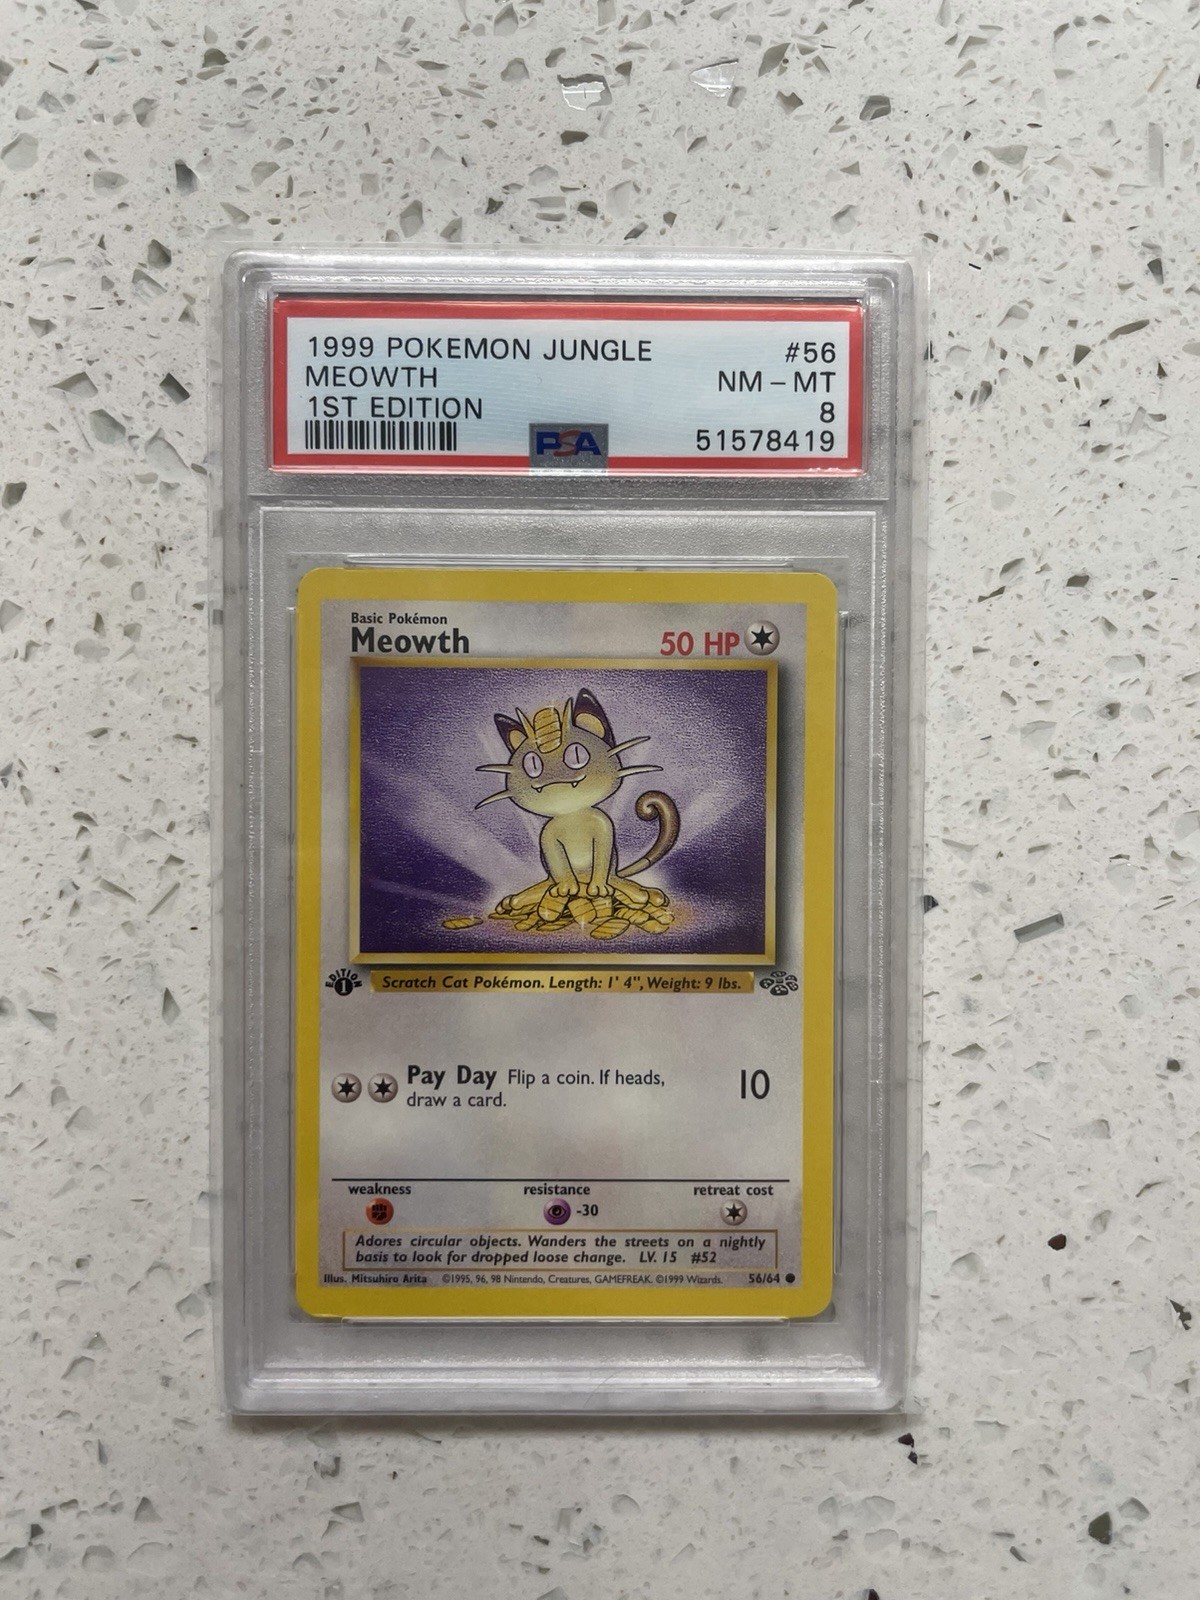 1999 POKEMON JUNGLE #56
MEOWTH NM - MT
1ST EDITION 8
PSA 51578419
Basic Pokémon
Meowth 50 HP
EDITION 1
Scratch Cat Pokémon. Length: 1' 4", Weight: 9 lbs.
Pay Day Flip a coin. If heads, 10
draw a card.
weakness resistance retreat cost
-30
Adores circular objects. Wanders the streets on a nightly
basis to look for dropped loose change. LV. 15 #52
Illus. Mitsuhiro Arita ©1995, 96, 98 Nintendo, Creatures, GAMEFREAK. ©1999 Wizards. 56/64